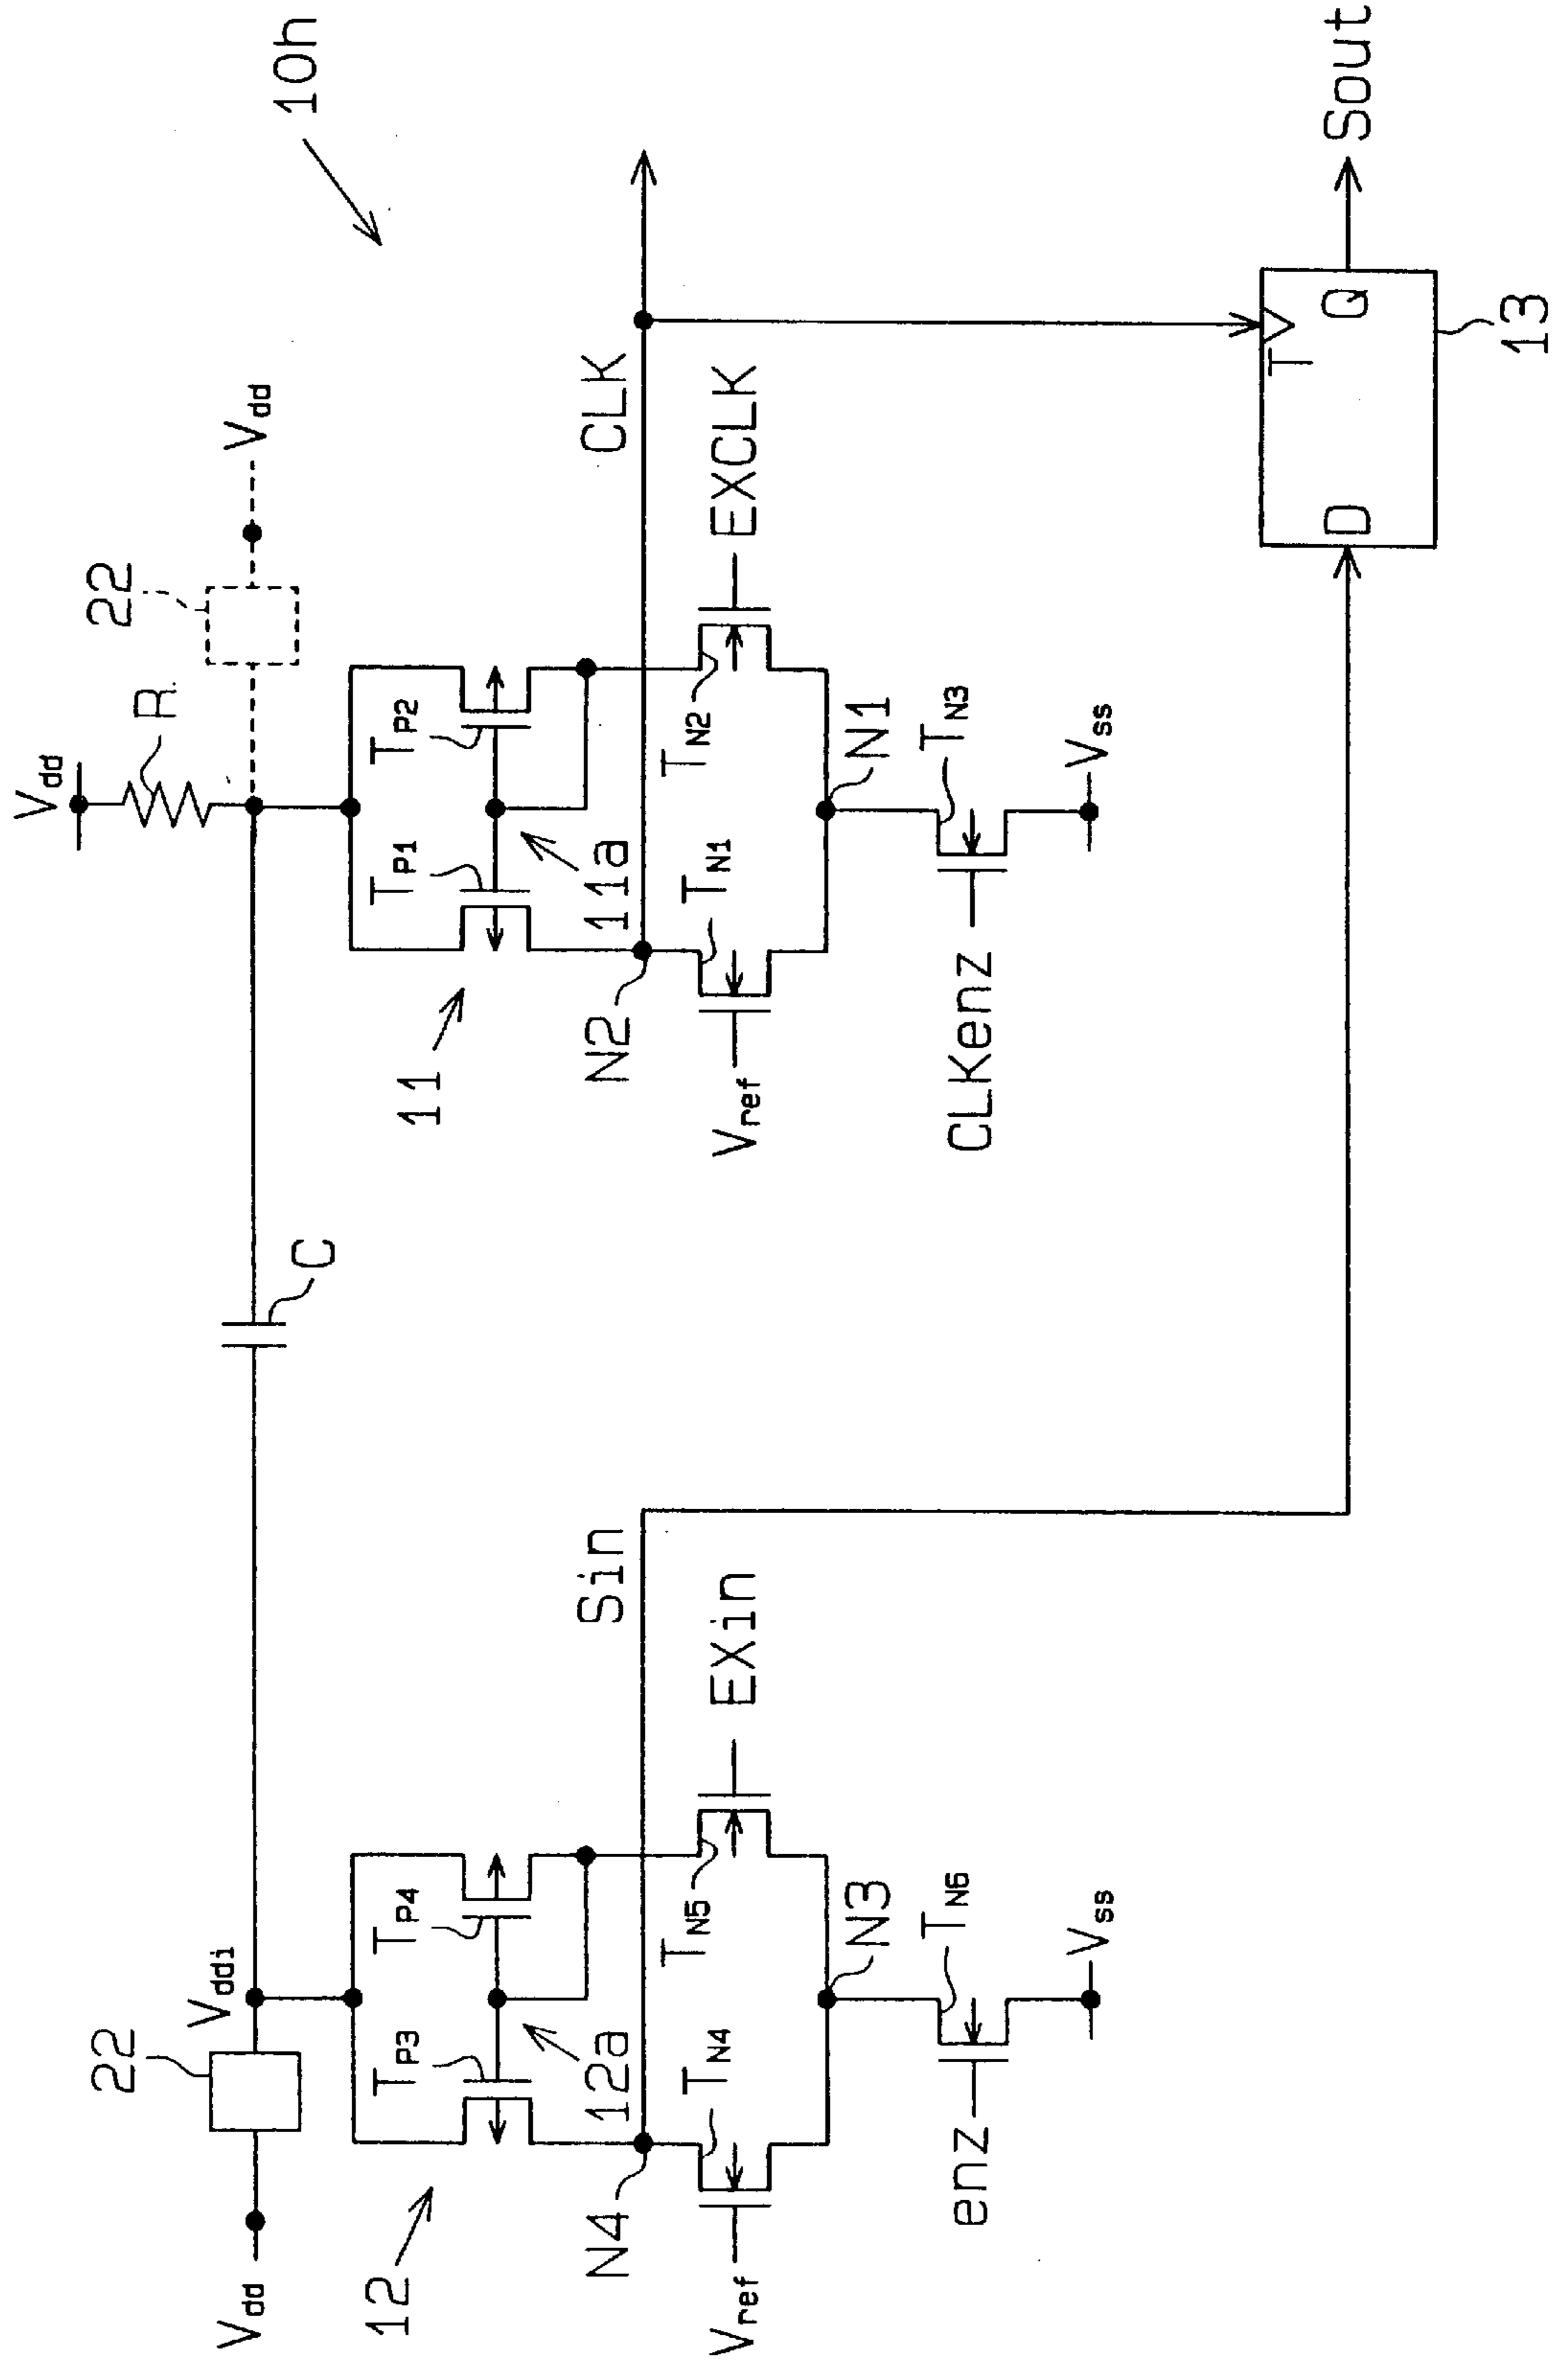 10h
Vdd
R
22
Vdd
Vddi
22
Vdd
C
TP1
TP2
11
11a
TP3
TP4
12
12a
N2
CLK
N4
Sin
Vref
TN1
TN2
EXCLK
Vref
TN4
TN5
EXin
N1
N3
CLKenz
TN3
enz
TN6
Vss
Vss
D
T
Q
Sout
13